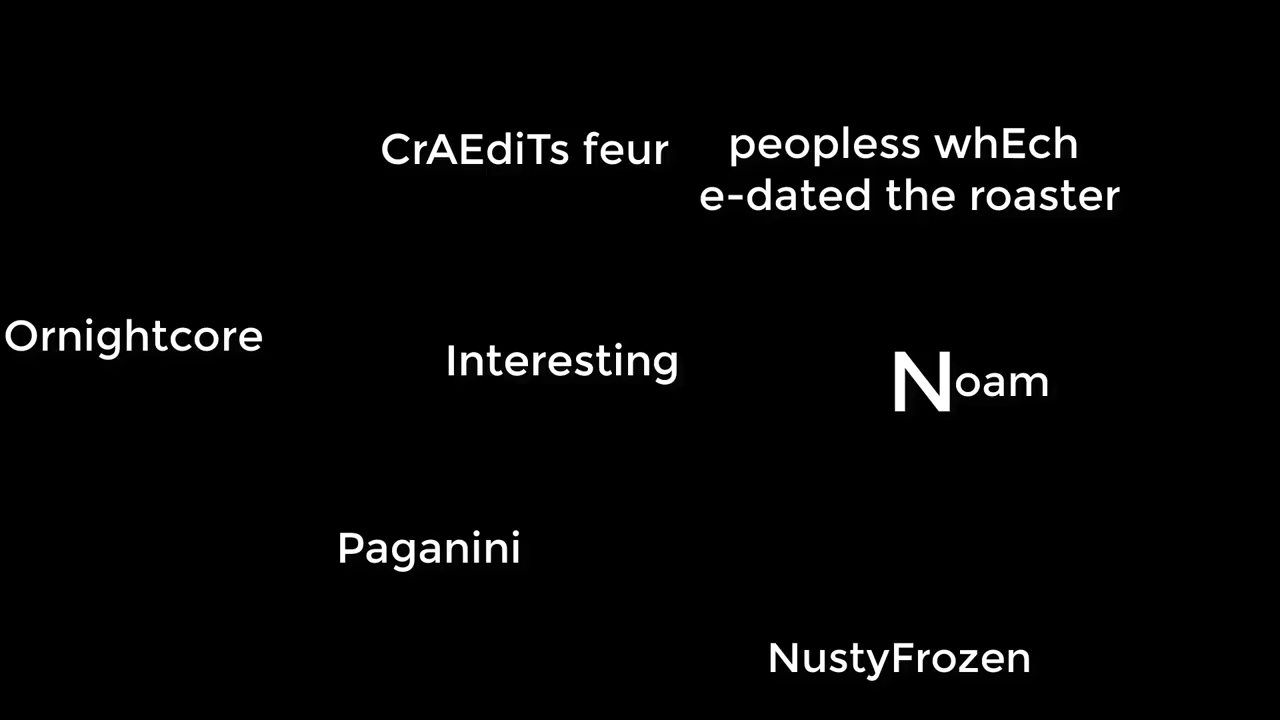 CrAEdiTs feur
peopless whEch
e-dated the roaster
Ornightcore
Interesting
Noam
Paganini
NustyFrozen